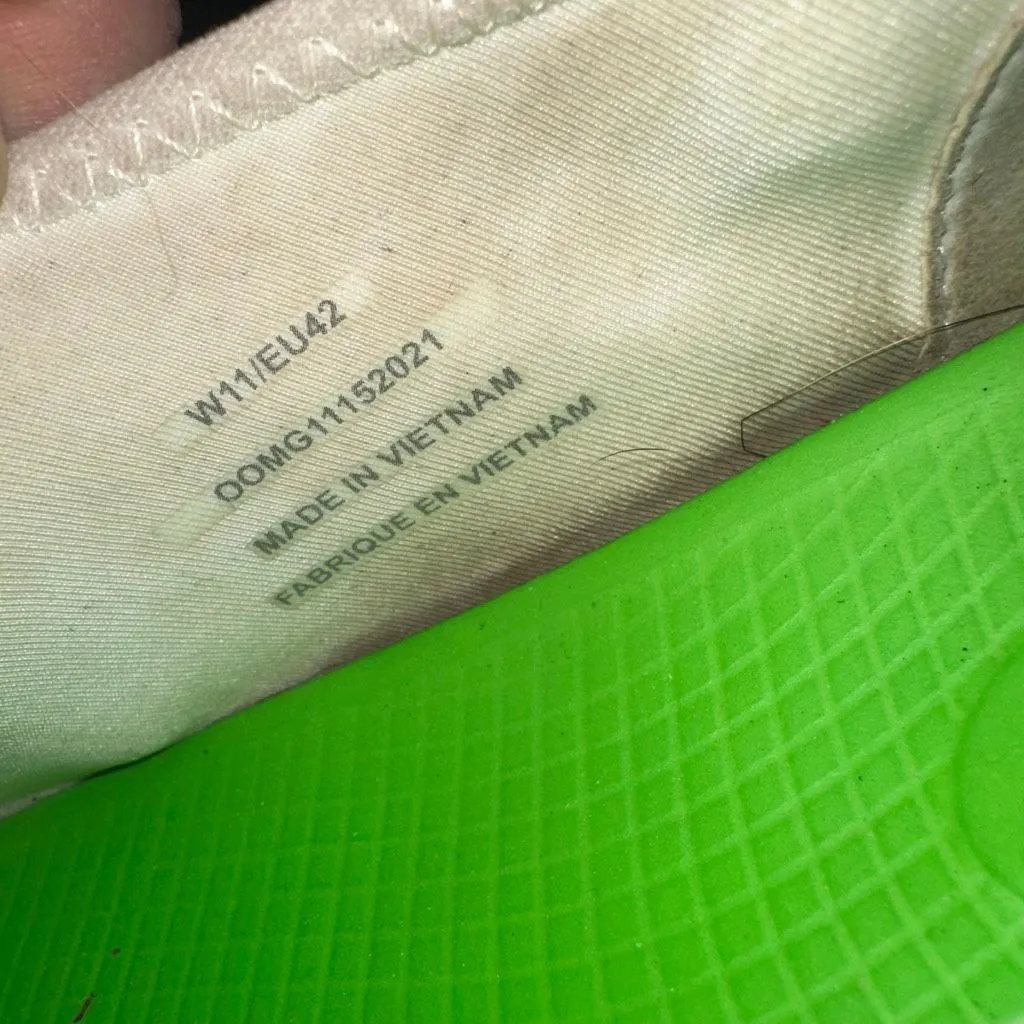 W11/EU42
OOMG11152021
MADE IN VIETNAM
FABRIQUE EN VIETNAM